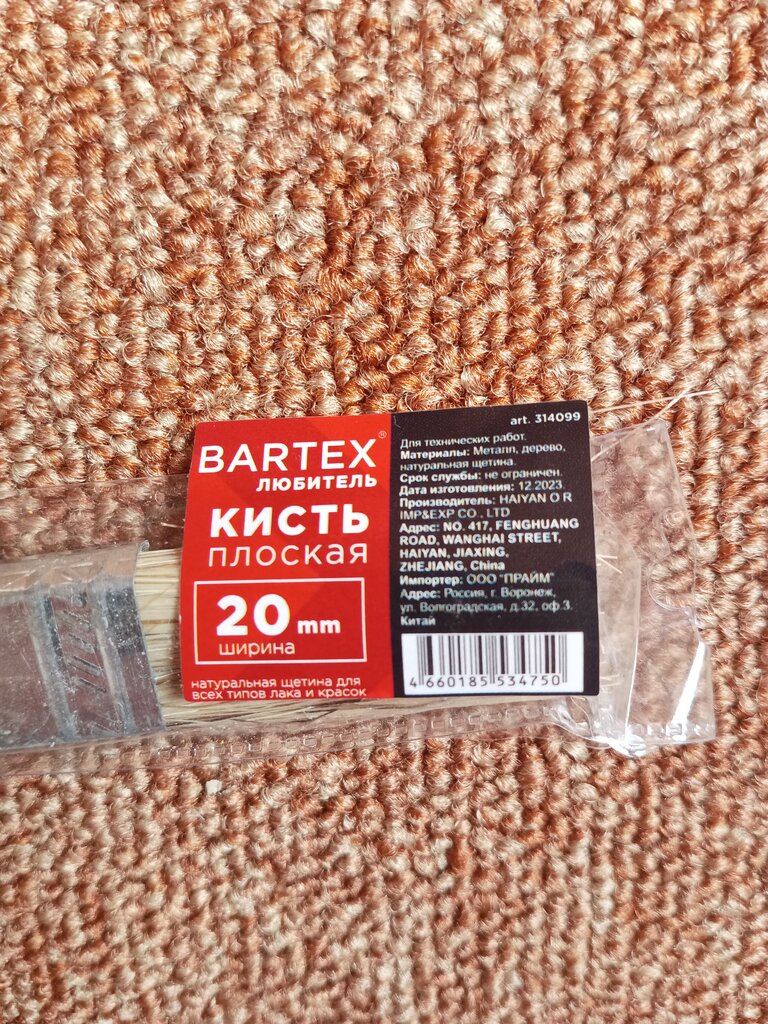 BARTEX®
ЛЮБИТЕЛЬ
КИСТЬ
ПЛОСКАЯ
20 mm
ширина
натуральная щетина для
всех типов лака и красок
art. 314099
Для технических работ.
Материалы: Металл, дерево,
натуральная щетина.
Срок службы: не ограничен.
Дата изготовления: 12.2023
Производитель: HAIYAN O R
IMP&EXP CO., LTD
Адрес: NO. 417, FENGHUANG
ROAD, WANGHAI STREET,
HAIYAN, JIAXING,
ZHEJIANG, China
Импортер: ООО "ПРАЙМ"
Адрес: Россия, г. Воронеж,
ул. Волгоградская, д.32, оф.3.
Китай
4 660185 534750